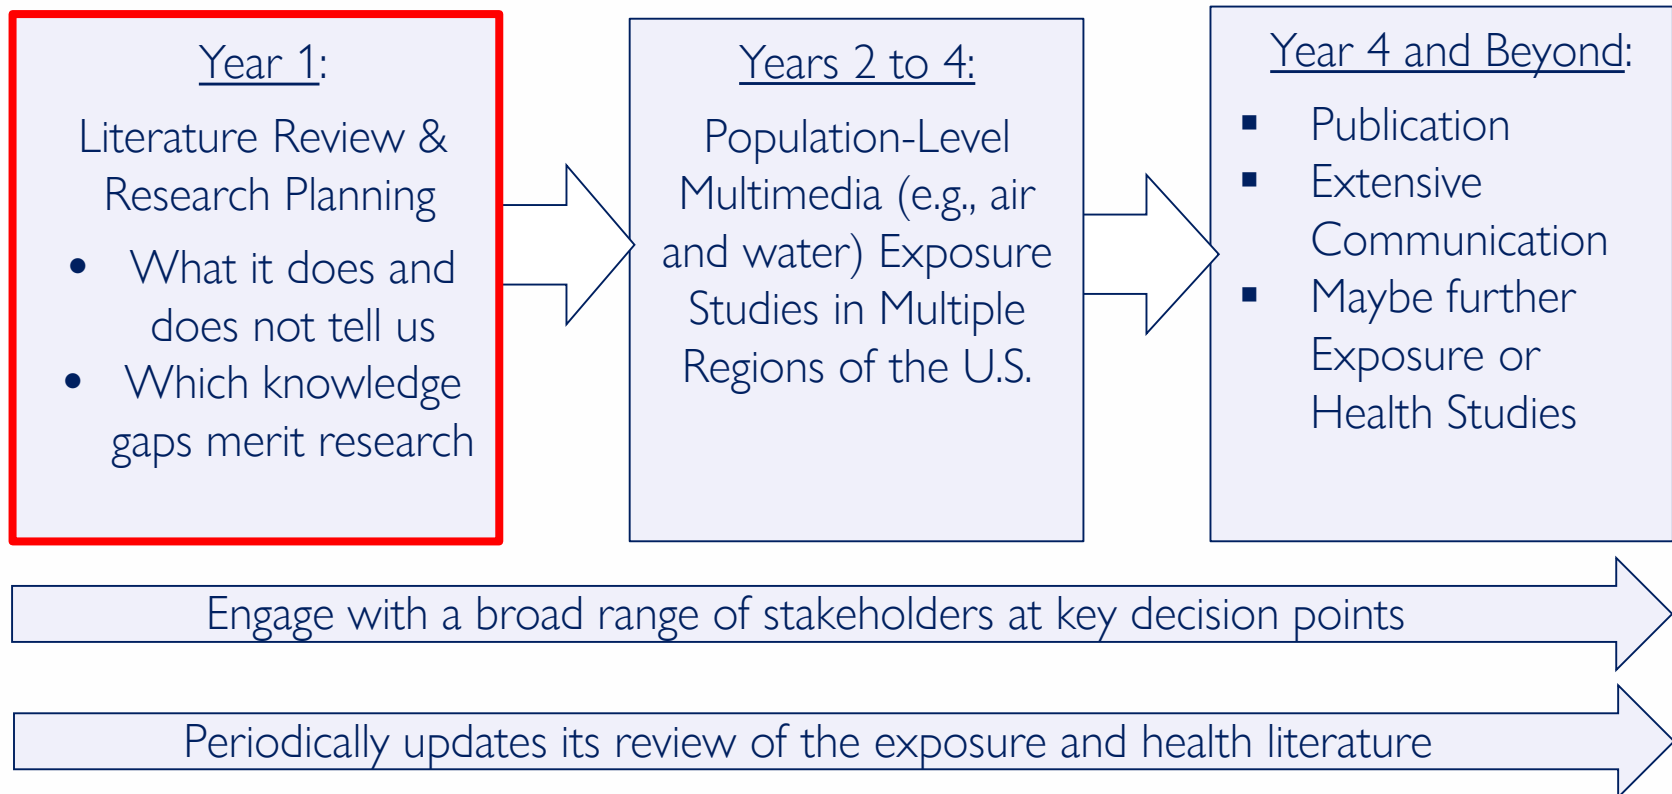 Year 1:
Literature Review &
Research Planning
• What it does and
does not tell us
• Which knowledge
gaps merit research
Years 2 to 4:
Population-Level
Multimedia (e.g., air
and water) Exposure
Studies in Multiple
Regions of the U.S.
Year 4 and Beyond:
▪ Publication
▪ Extensive
Communication
▪ Maybe further
Exposure or
Health Studies
Engage with a broad range of stakeholders at key decision points
Periodically updates its review of the exposure and health literature